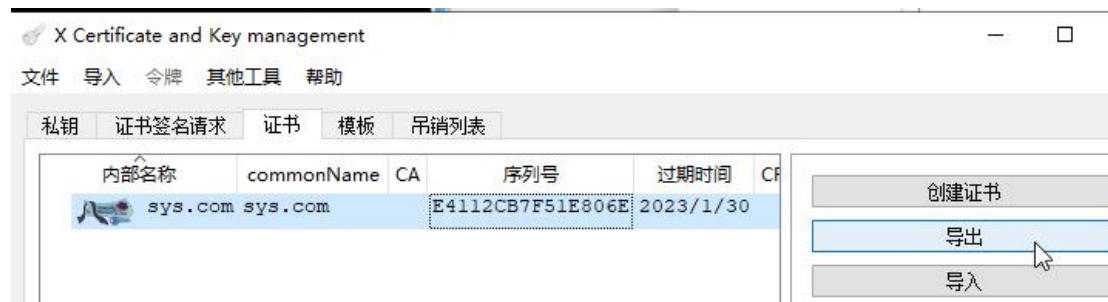 X Certificate and Key management
文件 导入 令牌 其他工具 帮助
私钥 证书签名请求 证书 模板 吊销列表
内部名称 commonName CA 序列号 过期时间
sys.com sys.com E4112CB7F51E806E 2023/1/30
创建证书
导出
导入